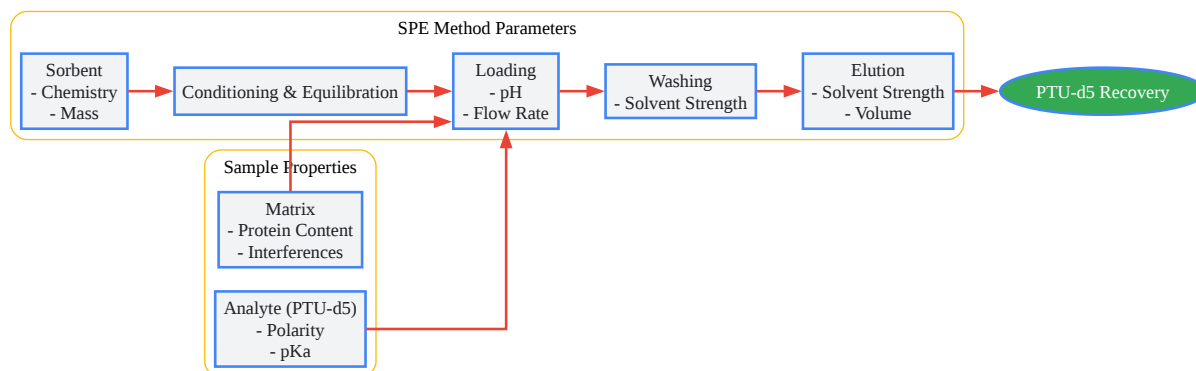 SPE Method Parameters
Sorbent
- Chemistry
- Mass
Conditioning & Equilibration
Loading
- pH
- Flow Rate
Washing
- Solvent Strength
Elution
- Solvent Strength
- Volume
PTU-d5 Recovery
Sample Properties
Matrix
- Protein Content
- Interferences
Analyte (PTU-d5)
- Polarity
- pKa